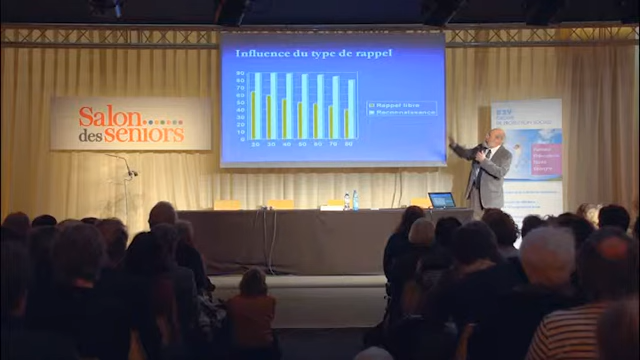 Influence du type de rappel
90
80
70
60
50
40
30
20
10
0
20 30 40 50 60 70 80
Rappel libre
Reconnaissance
Salon
des seniors